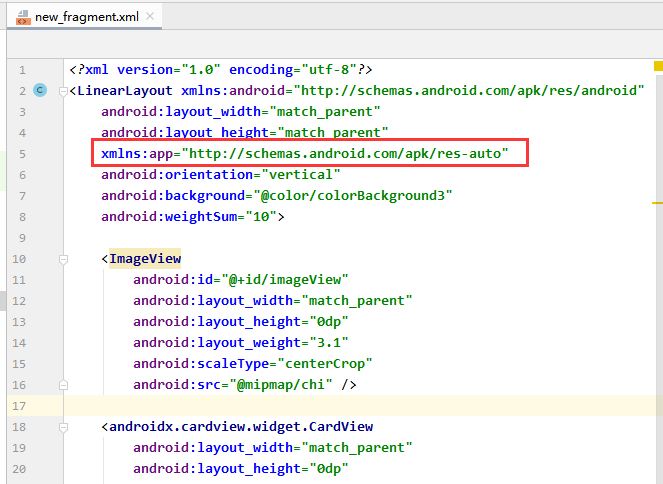 new_fragment.xml
1 <?xml version="1.0" encoding="utf-8"?>
2 C <LinearLayout xmlns:android="http://schemas.android.com/apk/res/android"
3 android:layout_width="match_parent"
4 android:layout_height="match_parent"
5 xmlns:app="http://schemas.android.com/apk/res-auto"
6 android:orientation="vertical"
7 android:background="@color/colorBackground3"
8 android:weightSum="10">
9
10 <ImageView
11 android:id="@+id/imageView"
12 android:layout_width="match_parent"
13 android:layout_height="0dp"
14 android:layout_weight="3.1"
15 android:scaleType="centerCrop"
16 android:src="@mipmap/chi" />
17
18 <androidx.cardview.widget.CardView
19 android:layout_width="match_parent"
20 android:layout_height="0dp"